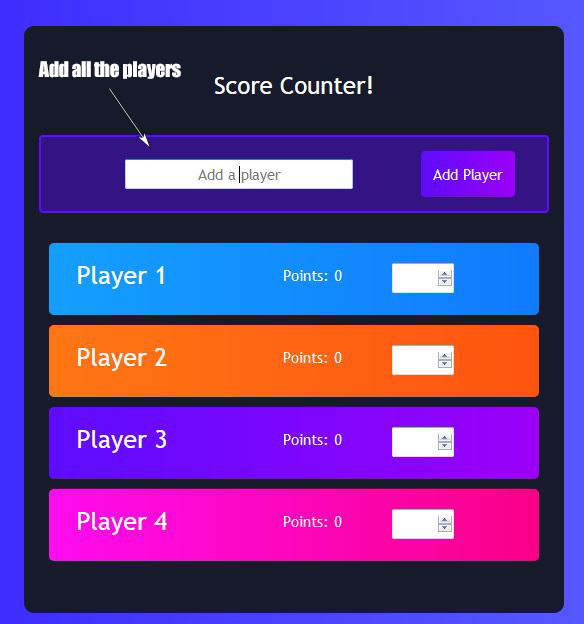 Add all the players
Score Counter!
Add a player
Add Player
Player 1
Points: 0
Player 2
Points: 0
Player 3
Points: 0
Player 4
Points: 0